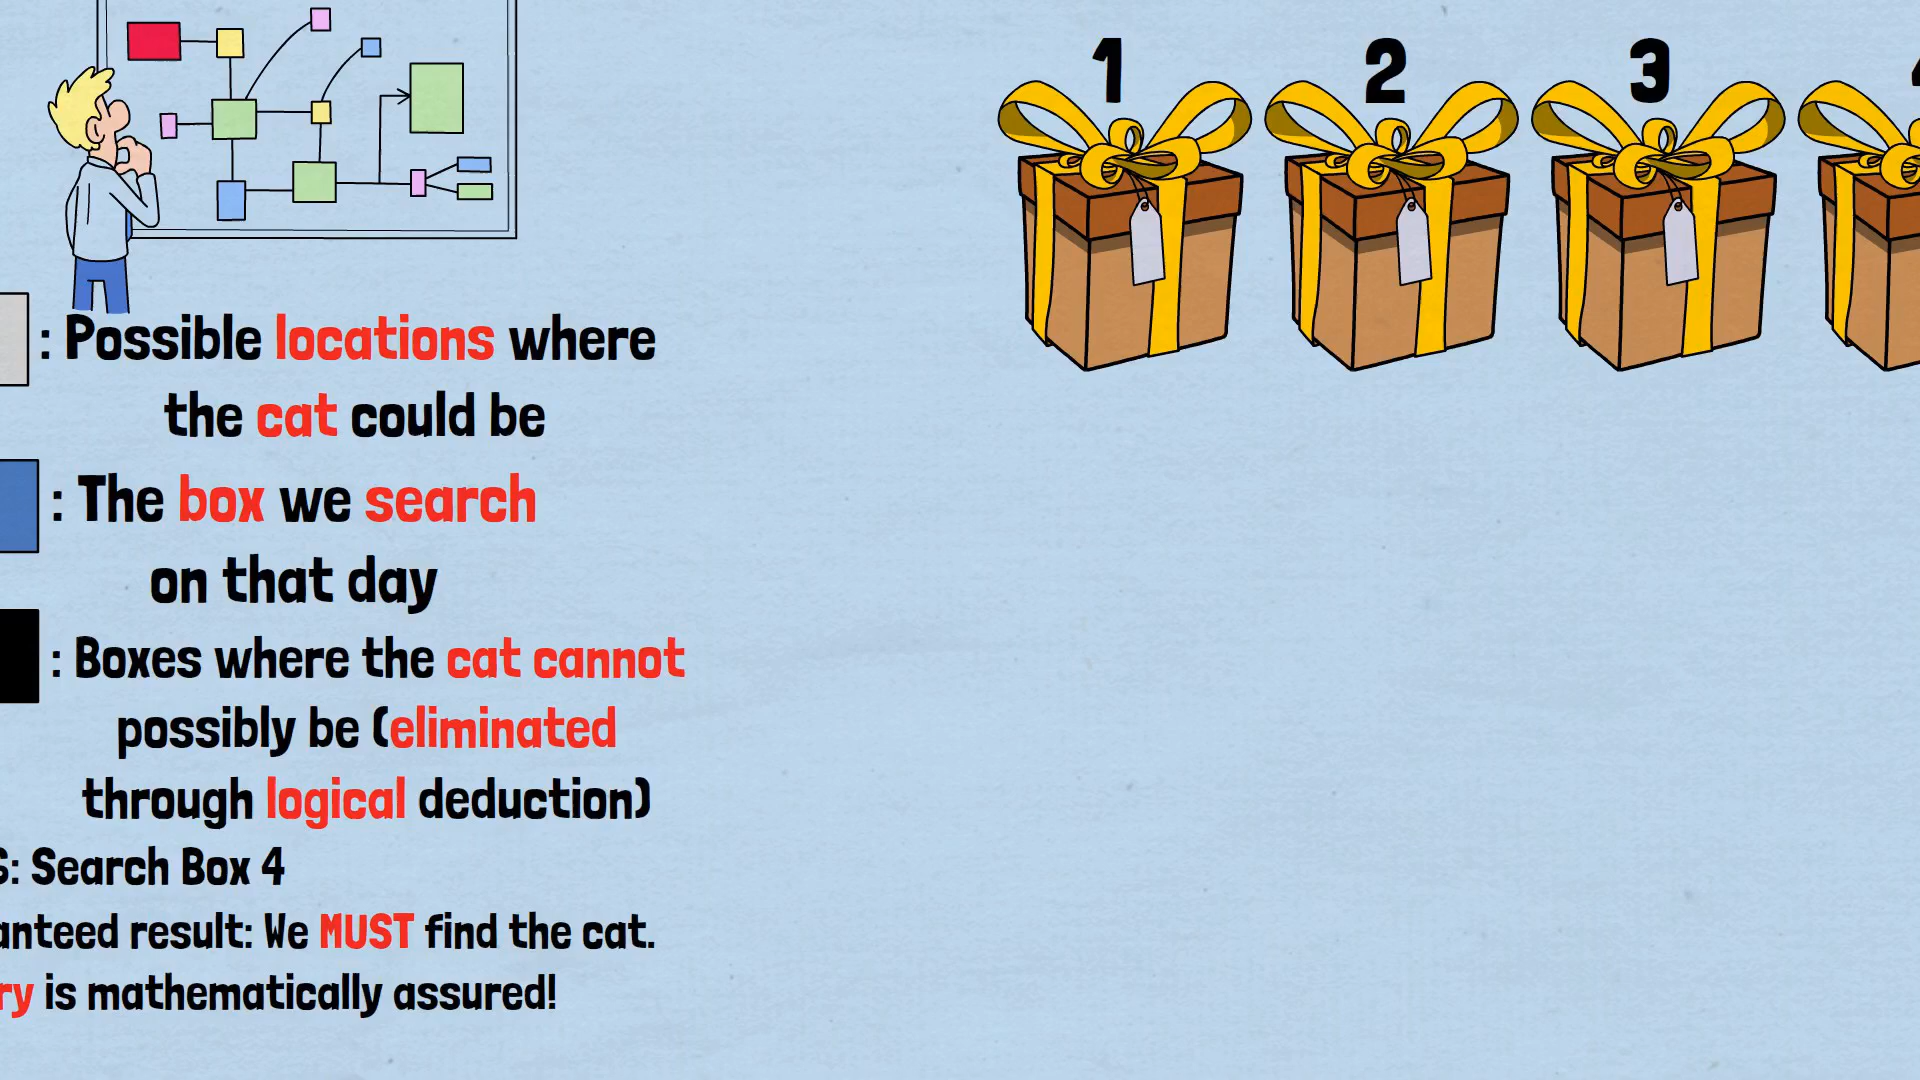 1 2 3
: Possible locations where
the cat could be
: The box we search
on that day
: Boxes where the cat cannot
possibly be (eliminated
through logical deduction)
: Search Box 4
result: We MUST find the cat.
is mathematically assured!